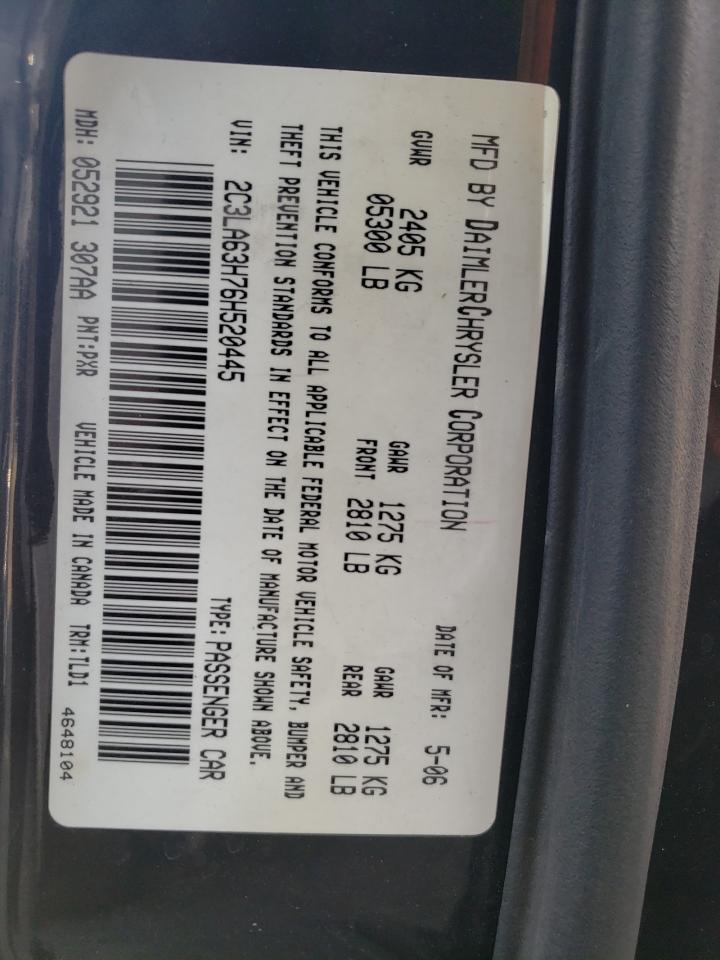 MFD BY DAIMLERCHRYSLER CORPORATION DATE OF MFR: 5-06
GVWR 2405 KG GAWR 1275 KG GAWR 1275 KG
05300 LB FRONT 2810 LB REAR 2810 LB
THIS VEHICLE CONFORMS TO ALL APPLICABLE FEDERAL MOTOR VEHICLE SAFETY, BUMPER AND
THEFT PREVENTION STANDARDS IN EFFECT ON THE DATE OF MANUFACTURE SHOWN ABOVE.
VIN: 2C3LA63H76H520445 TYPE: PASSENGER CAR
MDH: 052921 307AA PNT:PXR VEHICLE MADE IN CANADA TRM:TLD1 4648104